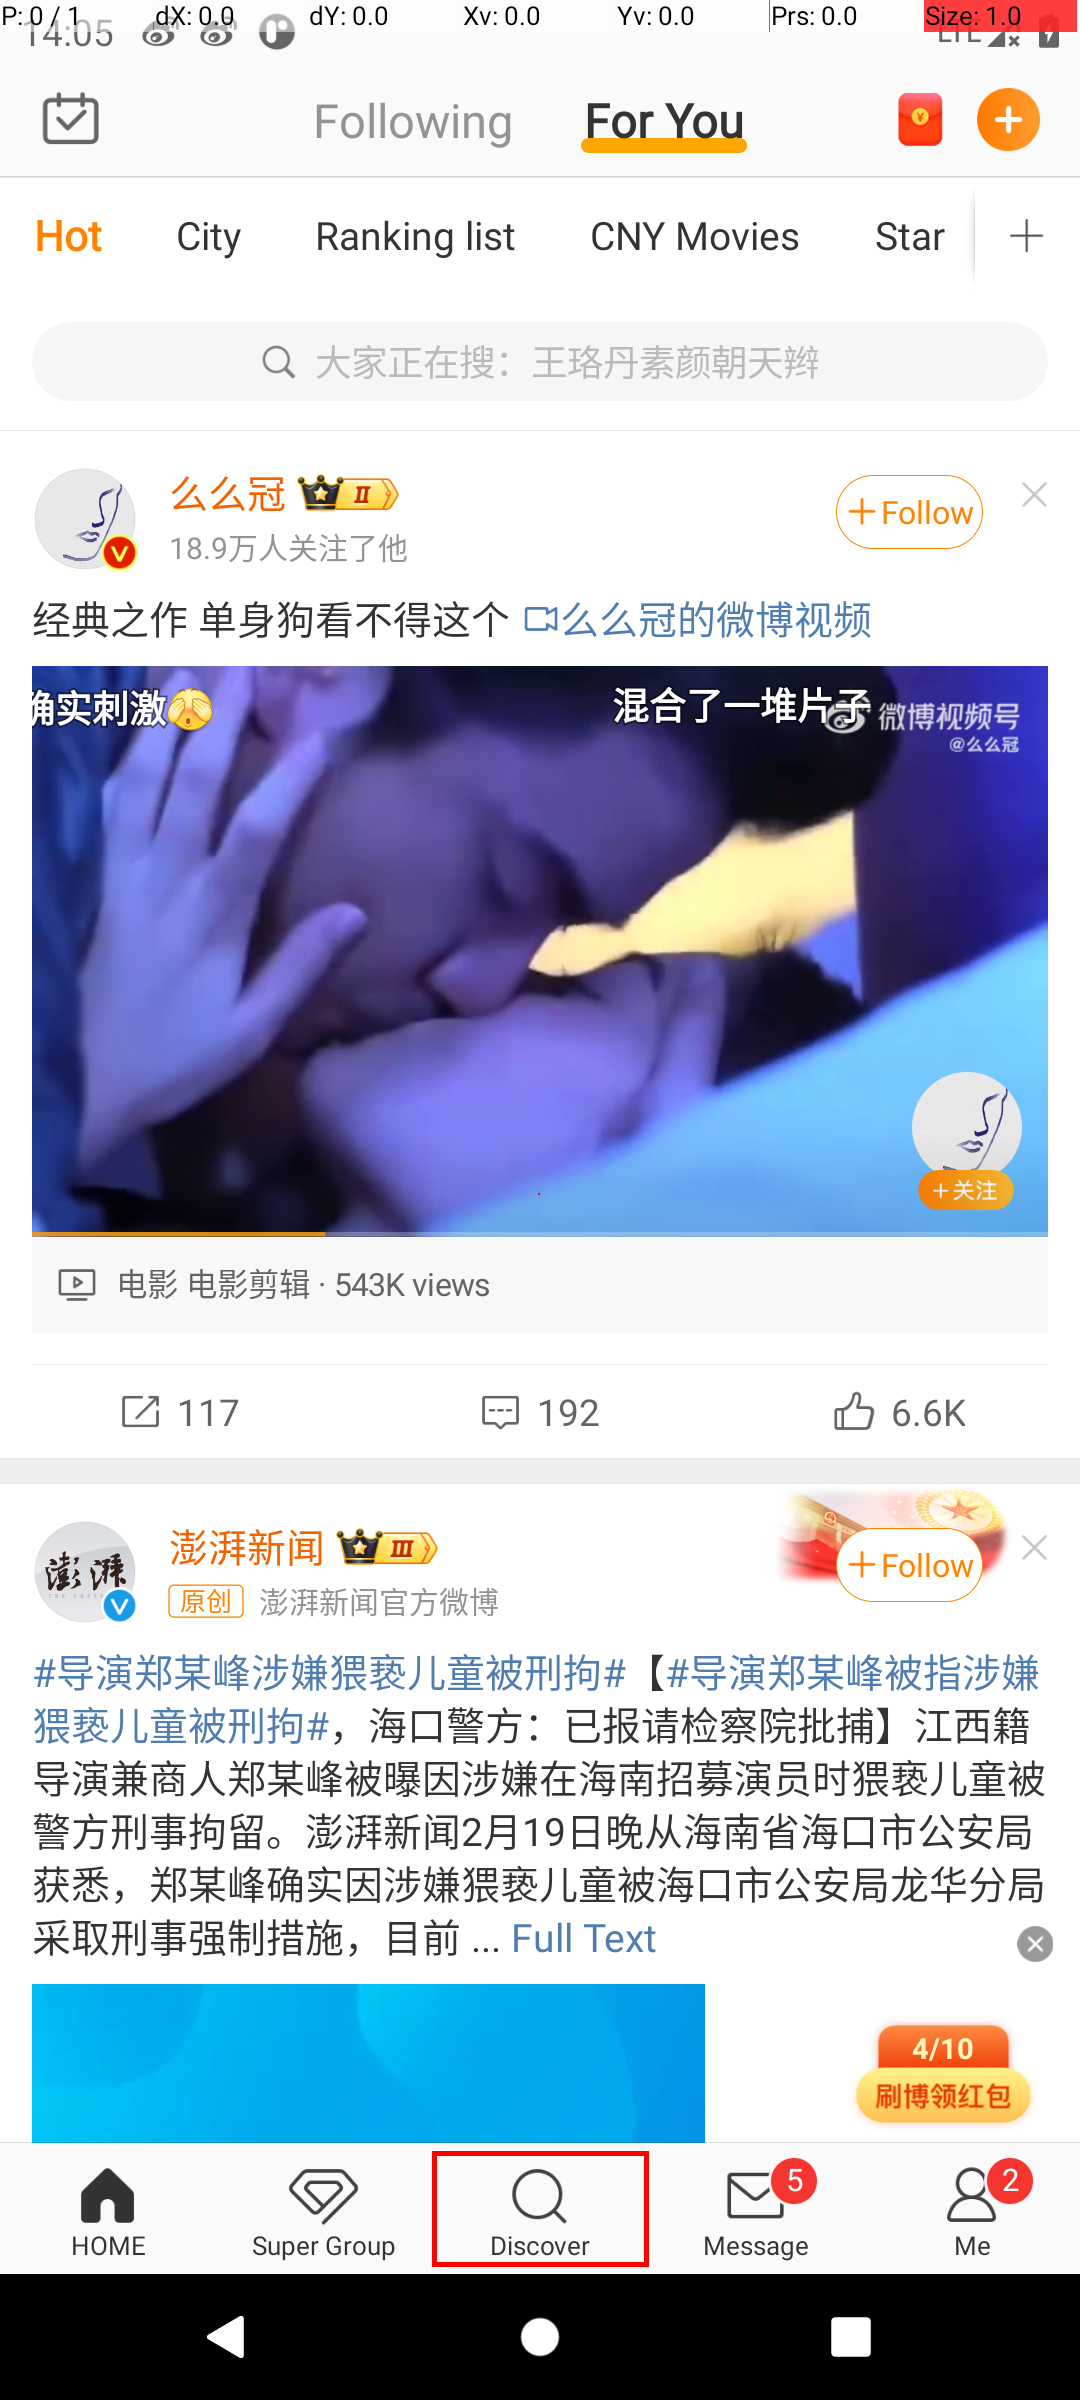 P: 0 / 1 dX: 0.0 dY: 0.0 Xv: 0.0 Yv: 0.0 Prs: 0.0 Size: 1.0
14:05 LTE
Following For You
Hot City Ranking list CNY Movies Star
大家正在搜：王珞丹素颜朝天辫
么么冠 II
+Follow
18.9万人关注了他
经典之作 单身狗看不得这个 么么冠的微博视频
确实刺激 混合了一堆片子
微博视频号
@么么冠
+关注
电影 电影剪辑 · 543K views
117 192 6.6K
澎湃新闻 III
+Follow
原创 澎湃新闻官方微博
#导演郑某峰涉嫌猥亵儿童被刑拘#【#导演郑某峰被指涉嫌
猥亵儿童被刑拘#，海口警方：已报请检察院批捕】江西籍
导演兼商人郑某峰被曝因涉嫌在海南招募演员时猥亵儿童被
警方刑事拘留。澎湃新闻2月19日晚从海南省海口市公安局
获悉，郑某峰确实因涉嫌猥亵儿童被海口市公安局龙华分局
采取刑事强制措施，目前 ... Full Text
4/10
刷博领红包
5 2
HOME Super Group Discover Message Me